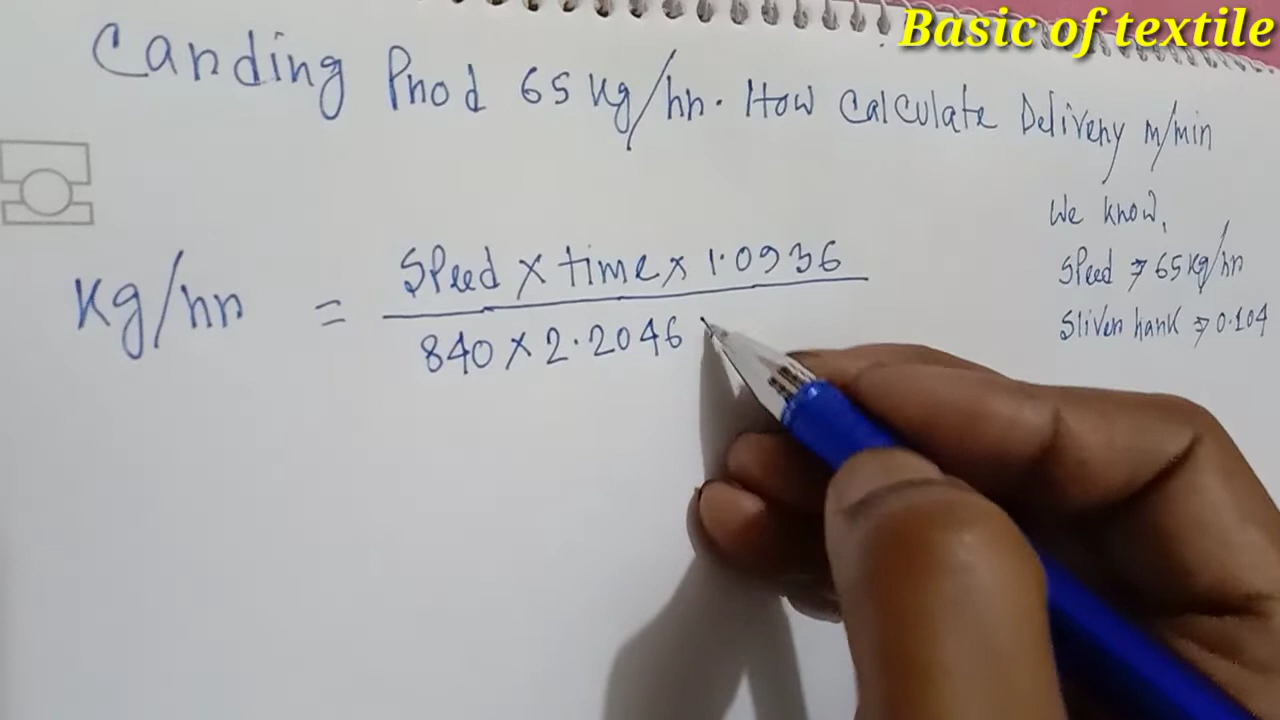 Basic of textile
Carding Prod 65 kg/hr. How Calculate Delivery m/min
We know,
Speed ⇒ 65 kg/hr
Sliver hank ⇒ 0.104
Kg/hr = Speed × time × 1.0936
840 × 2.2046